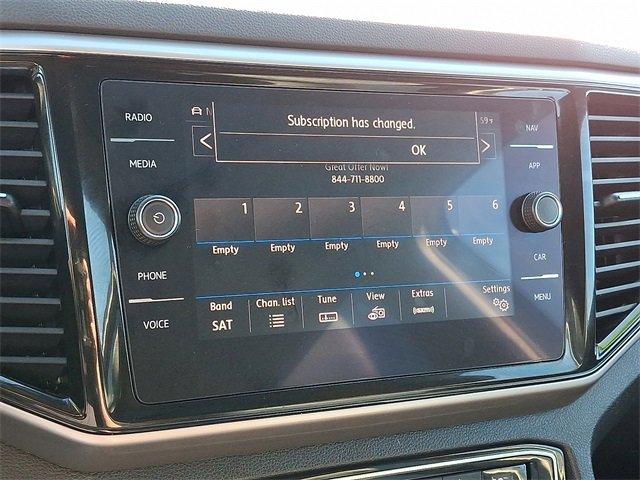 RADIO
MEDIA
PHONE
VOICE
Subscription has changed.
OK
59°F
Great Offer Now!
844-711-8800
1 2 3 4 5 6
Empty Empty Empty Empty Empty Empty
Band Chan. list Tune View Extras Settings
SAT
((SXM))
NAV
APP
CAR
MENU